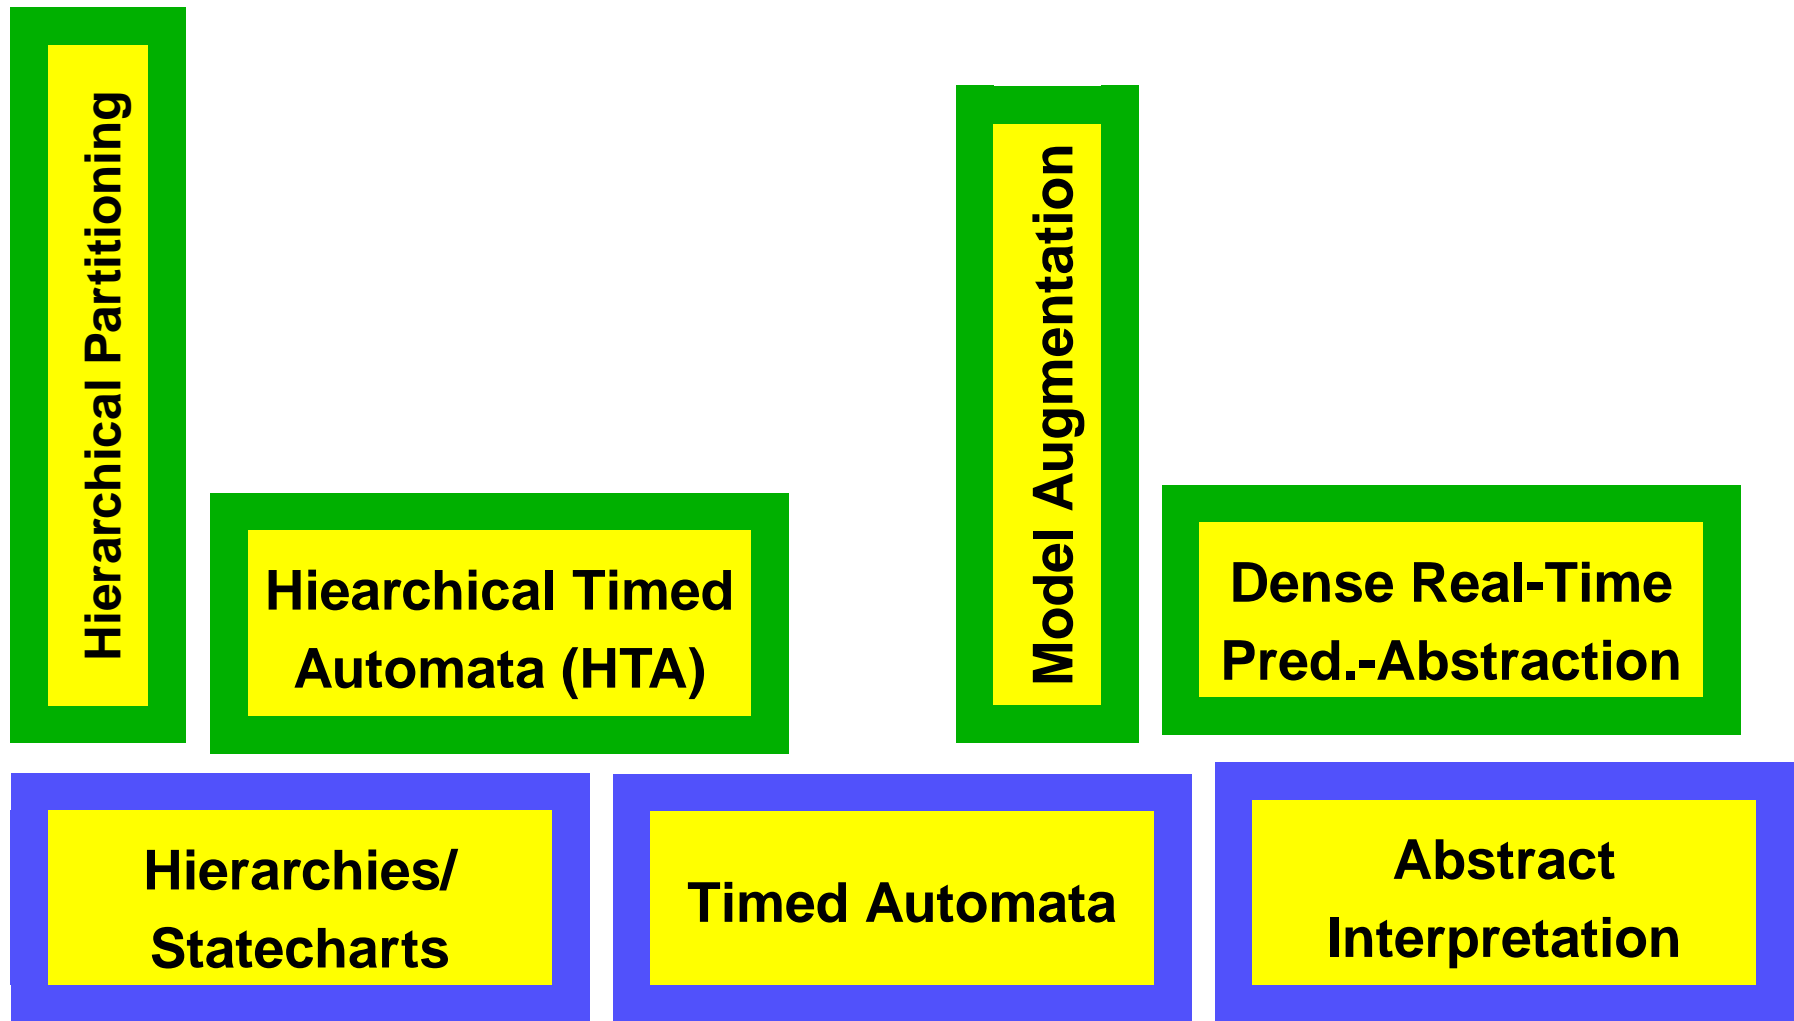 Hierarchical Partitioning
Hiearchical Timed
Automata (HTA)
Model Augmentation
Dense Real-Time
Pred.-Abstraction
Hierarchies/
Statecharts
Timed Automata
Abstract
Interpretation